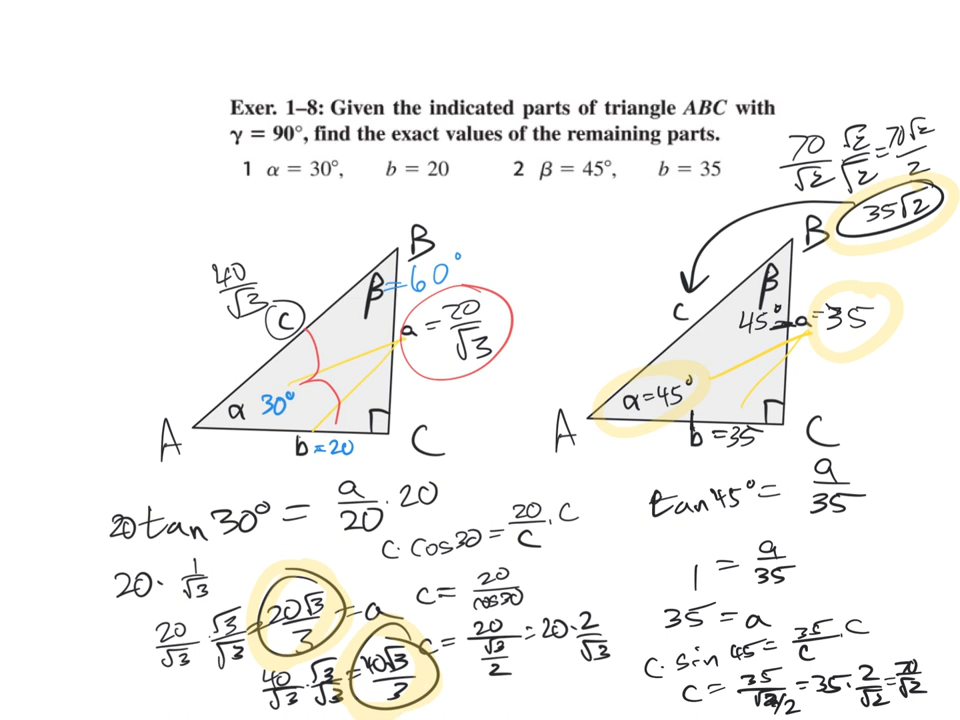 Exer. 1–8: Given the indicated parts of triangle ABC with
γ = 90°, find the exact values of the remaining parts.
1 α = 30°, b = 20 2 β = 45°, b = 35
70/√2 √2/√2 = 70√2/2
35√2
B
β = 60°
40/√3
c
a = 20/√3
α 30°
A
b = 20
C
B
β
c
45°
a = 35
α = 45°
A
b = 35
C
20 tan 30° = a/20 · 20
20 · 1/√3
20/√3 · √3/√3 = 20√3/3 = a
c · cos30 = 20/c · c
c = 20/cos30
c = 20/(√3/2) = 20 · 2/√3
40/√3 · √3/√3 = 40√3/3
tan 45° = a/35
1 = a/35
35 = a
c · sin 45 = 35/c · c
c = 35/(√2/2) = 35 · 2/√2 = 70/√2